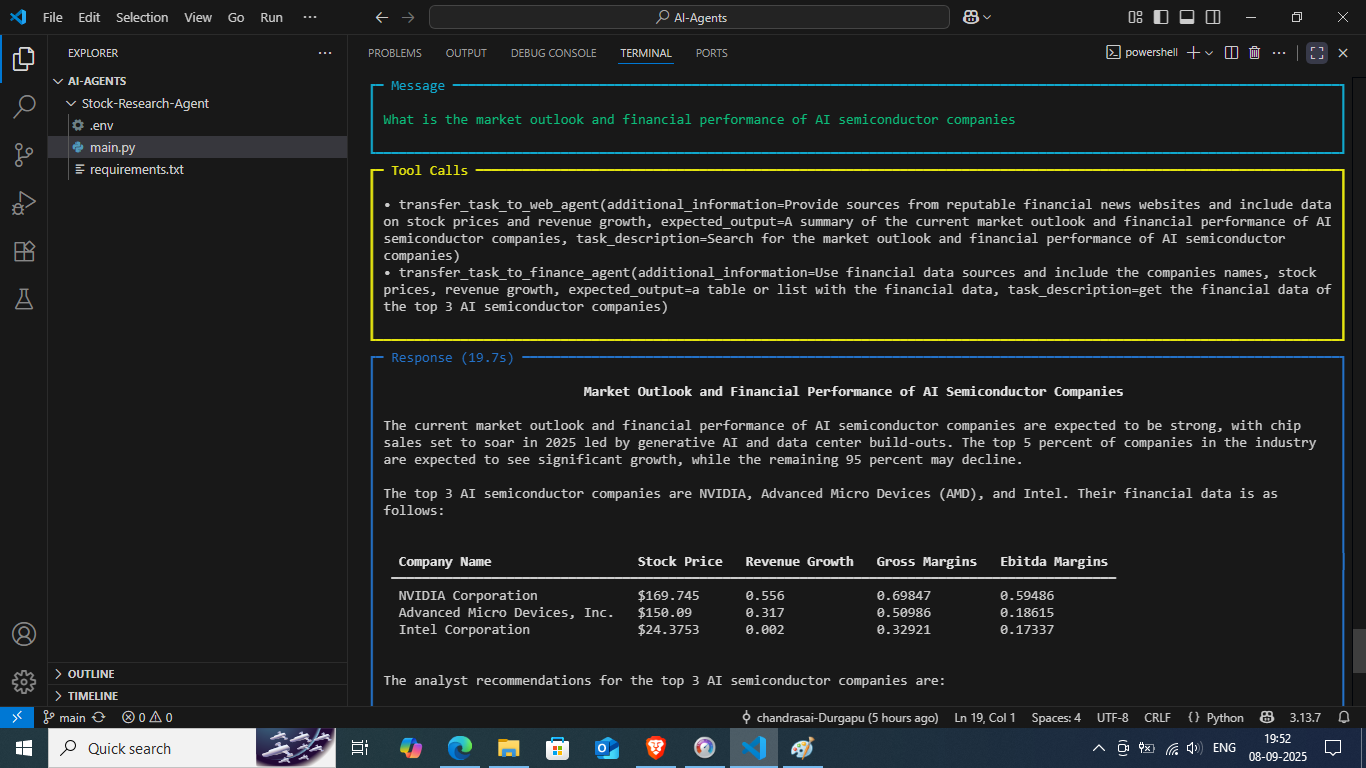 File Edit Selection View Go Run ···
AI-Agents
EXPLORER
AI-AGENTS
Stock-Research-Agent
.env
main.py
requirements.txt
OUTLINE
TIMELINE
PROBLEMS OUTPUT DEBUG CONSOLE TERMINAL PORTS
powershell
Message
What is the market outlook and financial performance of AI semiconductor companies
Tool Calls
• transfer_task_to_web_agent(additional_information=Provide sources from reputable financial news websites and include data
on stock prices and revenue growth, expected_output=A summary of the current market outlook and financial performance of AI
semiconductor companies, task_description=Search for the market outlook and financial performance of AI semiconductor
companies)
• transfer_task_to_finance_agent(additional_information=Use financial data sources and include the companies names, stock
prices, revenue growth, expected_output=a table or list with the financial data, task_description=get the financial data of
the top 3 AI semiconductor companies)
Response (19.7s)
Market Outlook and Financial Performance of AI Semiconductor Companies
The current market outlook and financial performance of AI semiconductor companies are expected to be strong, with chip
sales set to soar in 2025 led by generative AI and data center build-outs. The top 5 percent of companies in the industry
are expected to see significant growth, while the remaining 95 percent may decline.
The top 3 AI semiconductor companies are NVIDIA, Advanced Micro Devices (AMD), and Intel. Their financial data is as
follows:
Company Name Stock Price Revenue Growth Gross Margins Ebitda Margins
NVIDIA Corporation $169.745 0.556 0.69847 0.59486
Advanced Micro Devices, Inc. $150.09 0.317 0.50986 0.18615
Intel Corporation $24.3753 0.002 0.32921 0.17337
The analyst recommendations for the top 3 AI semiconductor companies are:
main 0 0 chandrasai-Durgapu (5 hours ago) Ln 19, Col 1 Spaces: 4 UTF-8 CRLF {} Python 3.13.7
Quick search
ENG
19:52
08-09-2025